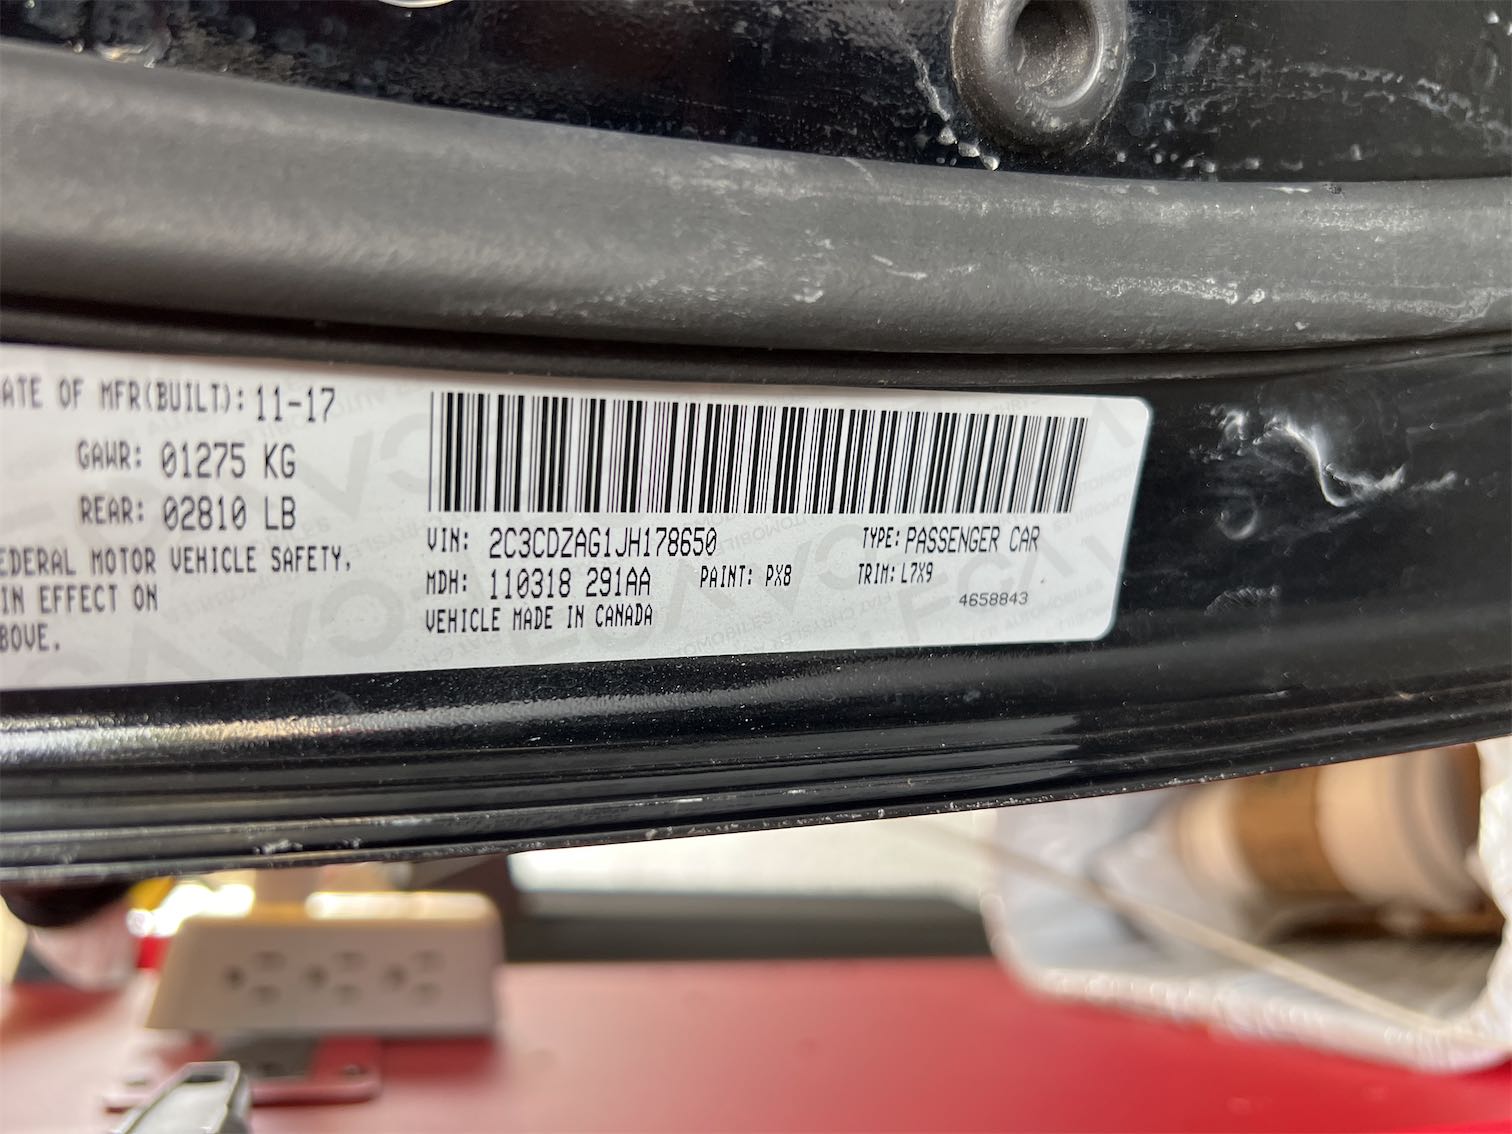 ATE OF MFR(BUILT): 11-17
GAWR: 01275 KG
REAR: 02810 LB
EDERAL MOTOR VEHICLE SAFETY,
IN EFFECT ON
BOVE.
VIN: 2C3CDZAG1JH178650
TYPE: PASSENGER CAR
MDH: 110318 291AA
PAINT: PX8
TRIM: L7X9
VEHICLE MADE IN CANADA
4658843